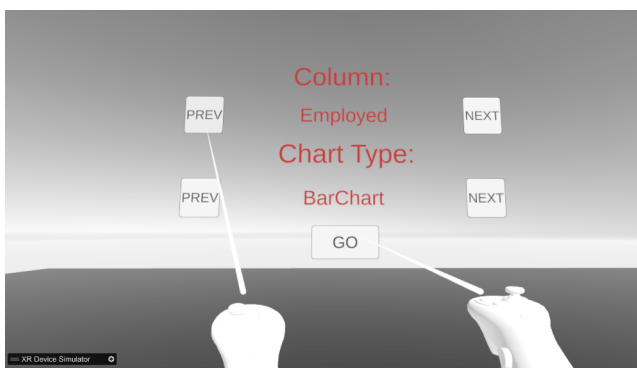 Column:
PREV Employed NEXT
Chart Type:
PREV BarChart NEXT
GO
XR Device Simulator